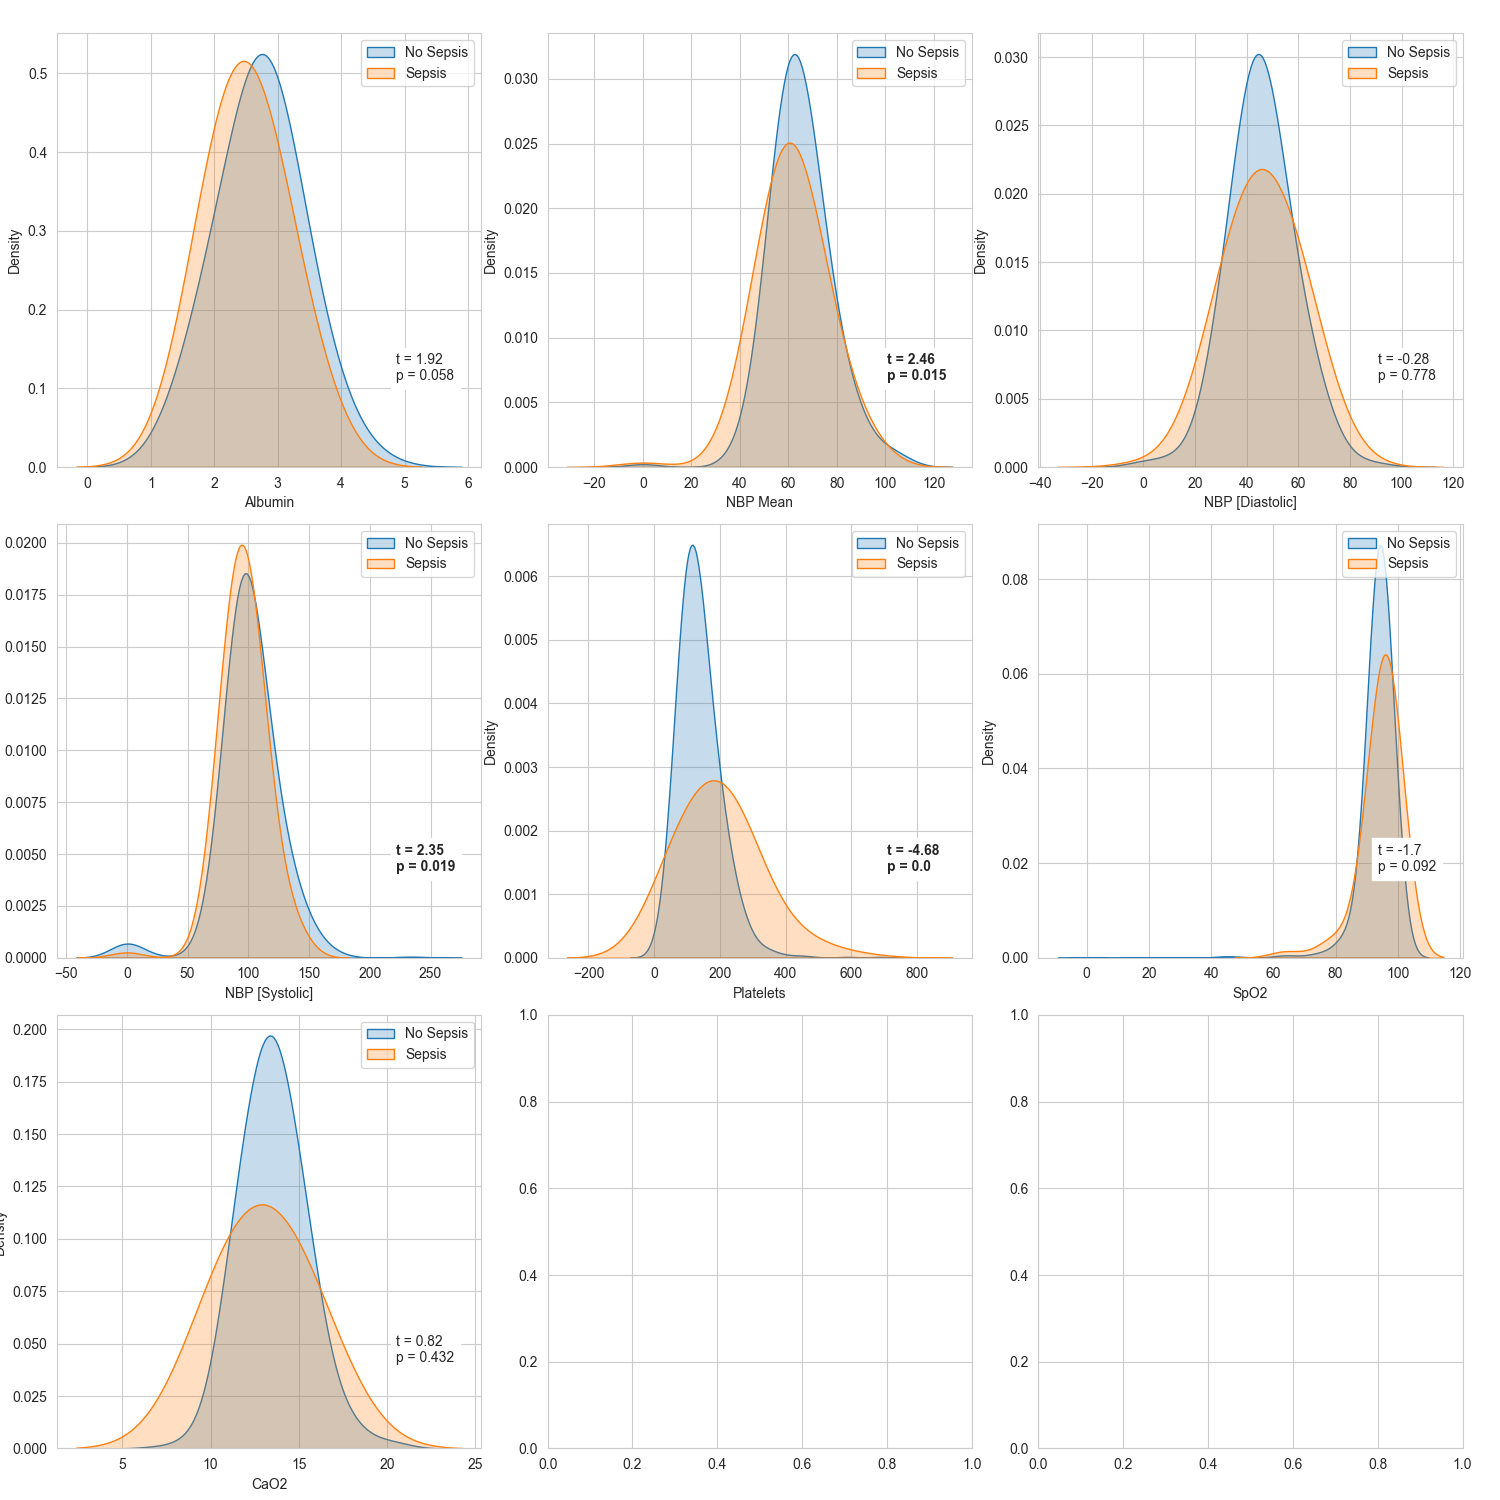 No Sepsis
Sepsis
0.5
0.4
0.3
0.2
0.1
0.0
Density
t = 1.92
p = 0.058
0 1 2 3 4 5 6
Albumin
No Sepsis
Sepsis
0.030
0.025
0.020
0.015
0.010
0.005
0.000
Density
t = 2.46
p = 0.015
−20 0 20 40 60 80 100 120
NBP Mean
No Sepsis
Sepsis
0.030
0.025
0.020
0.015
0.010
0.005
0.000
Density
t = -0.28
p = 0.778
−40 −20 0 20 40 60 80 100 120
NBP [Diastolic]
No Sepsis
Sepsis
0.0200
0.0175
0.0150
0.0125
0.0100
0.0075
0.0050
0.0025
0.0000
t = 2.35
p = 0.019
−50 0 50 100 150 200 250
NBP [Systolic]
No Sepsis
Sepsis
0.006
0.005
0.004
0.003
0.002
0.001
0.000
Density
t = -4.68
p = 0.0
−200 0 200 400 600 800
Platelets
No Sepsis
Sepsis
0.08
0.06
0.04
0.02
0.00
Density
t = -1.7
p = 0.092
0 20 40 60 80 100 120
SpO2
No Sepsis
Sepsis
0.200
0.175
0.150
0.125
0.100
0.075
0.050
0.025
0.000
Density
t = 0.82
p = 0.432
5 10 15 20 25
CaO2
1.0
0.8
0.6
0.4
0.2
0.0
0.0 0.2 0.4 0.6 0.8 1.0
1.0
0.8
0.6
0.4
0.2
0.0
0.0 0.2 0.4 0.6 0.8 1.0